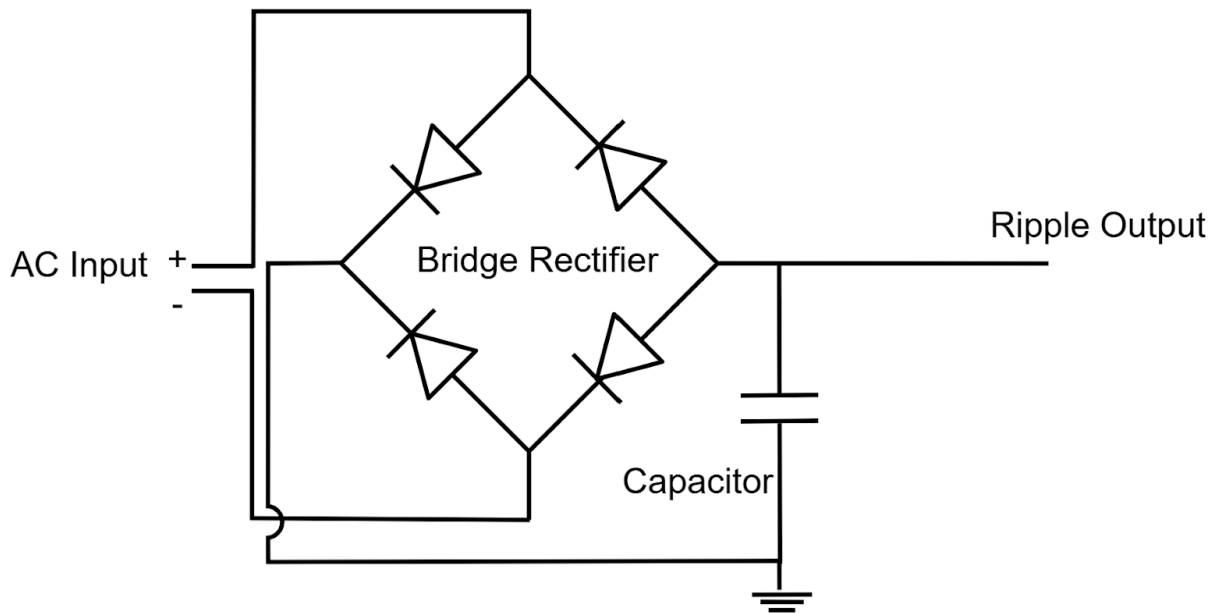 Ripple Output
AC Input
+
-
Bridge Rectifier
Capacitor